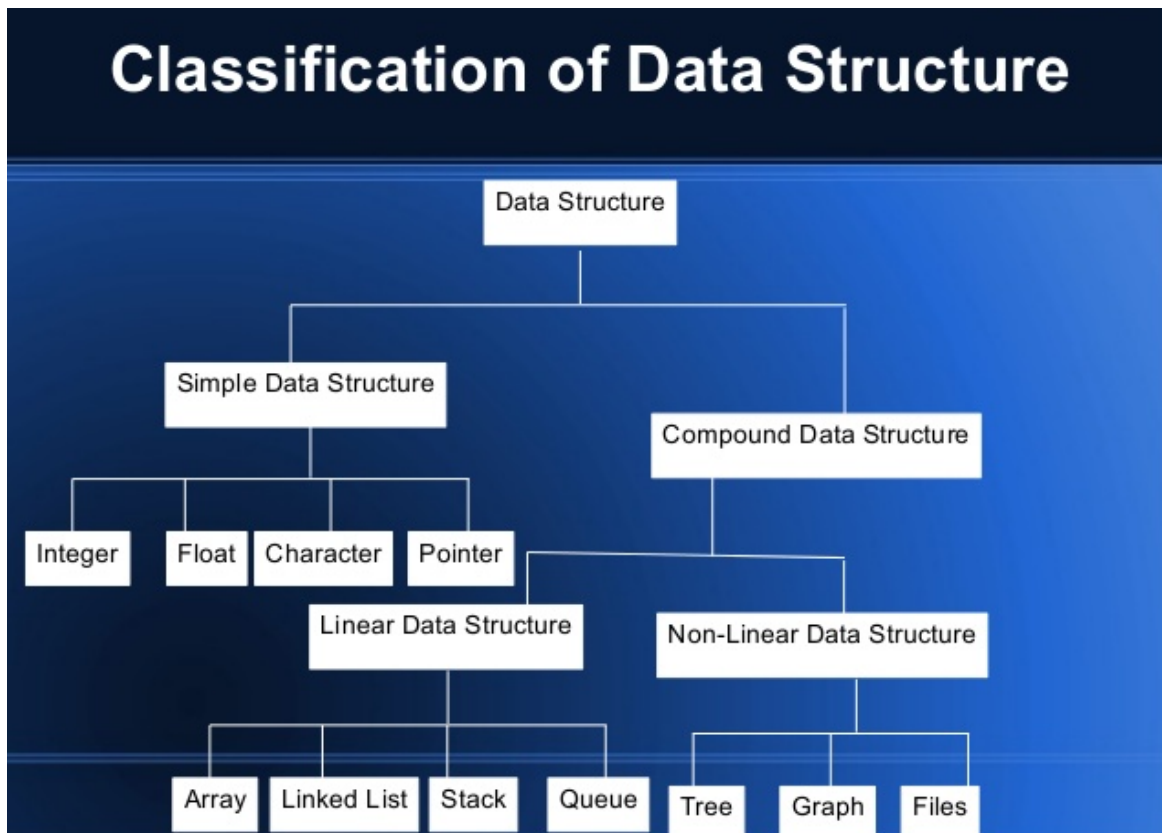 Classification of Data Structure
Data Structure
Simple Data Structure
Compound Data Structure
Integer
Float
Character
Pointer
Linear Data Structure
Non-Linear Data Structure
Array
Linked List
Stack
Queue
Tree
Graph
Files